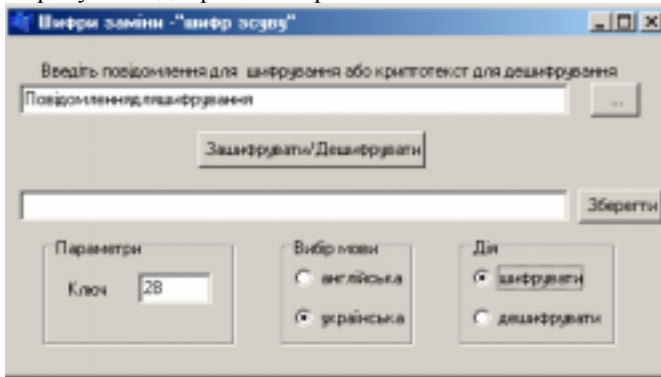 Шифри заміни -"шифр зсуву"
Введіть повідомлення для шифрування або криптотекст для дешифрування
Повідомленнядляшифрування
...
Зашифрувати/Дешифрувати
Зберегти
Параметри
Ключ 28
Вибір мови
англійська
українська
Дія
шифрувати
дешифрувати